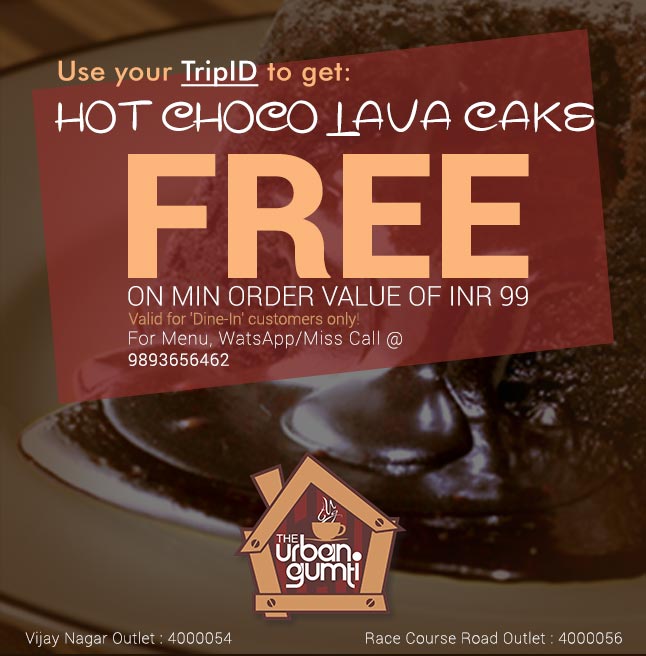 Use your TripID to get:
HOT CHOCO LAVA CAKE
FREE
ON MIN ORDER VALUE OF INR 99
Valid for 'Dine-In' customers only!
For Menu, WatsApp/Miss Call @
9893656462
THE
urban
gumti
Vijay Nagar Outlet : 4000054
Race Course Road Outlet : 4000056